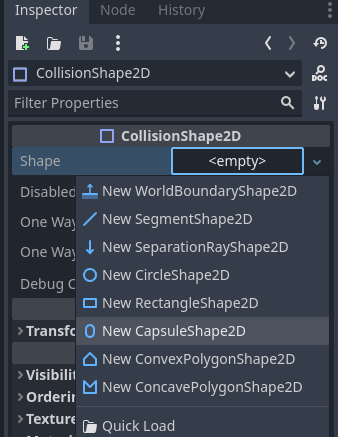 Inspector Node History
DOC
CollisionShape2D
Filter Properties
CollisionShape2D
Shape <empty>
Disabled
New WorldBoundaryShape2D
One Way
New SegmentShape2D
One Way
New SeparationRayShape2D
Debug C
New CircleShape2D
New RectangleShape2D
Transfo
New CapsuleShape2D
New ConvexPolygonShape2D
Visibilit
New ConcavePolygonShape2D
Ordering
Texture
Quick Load